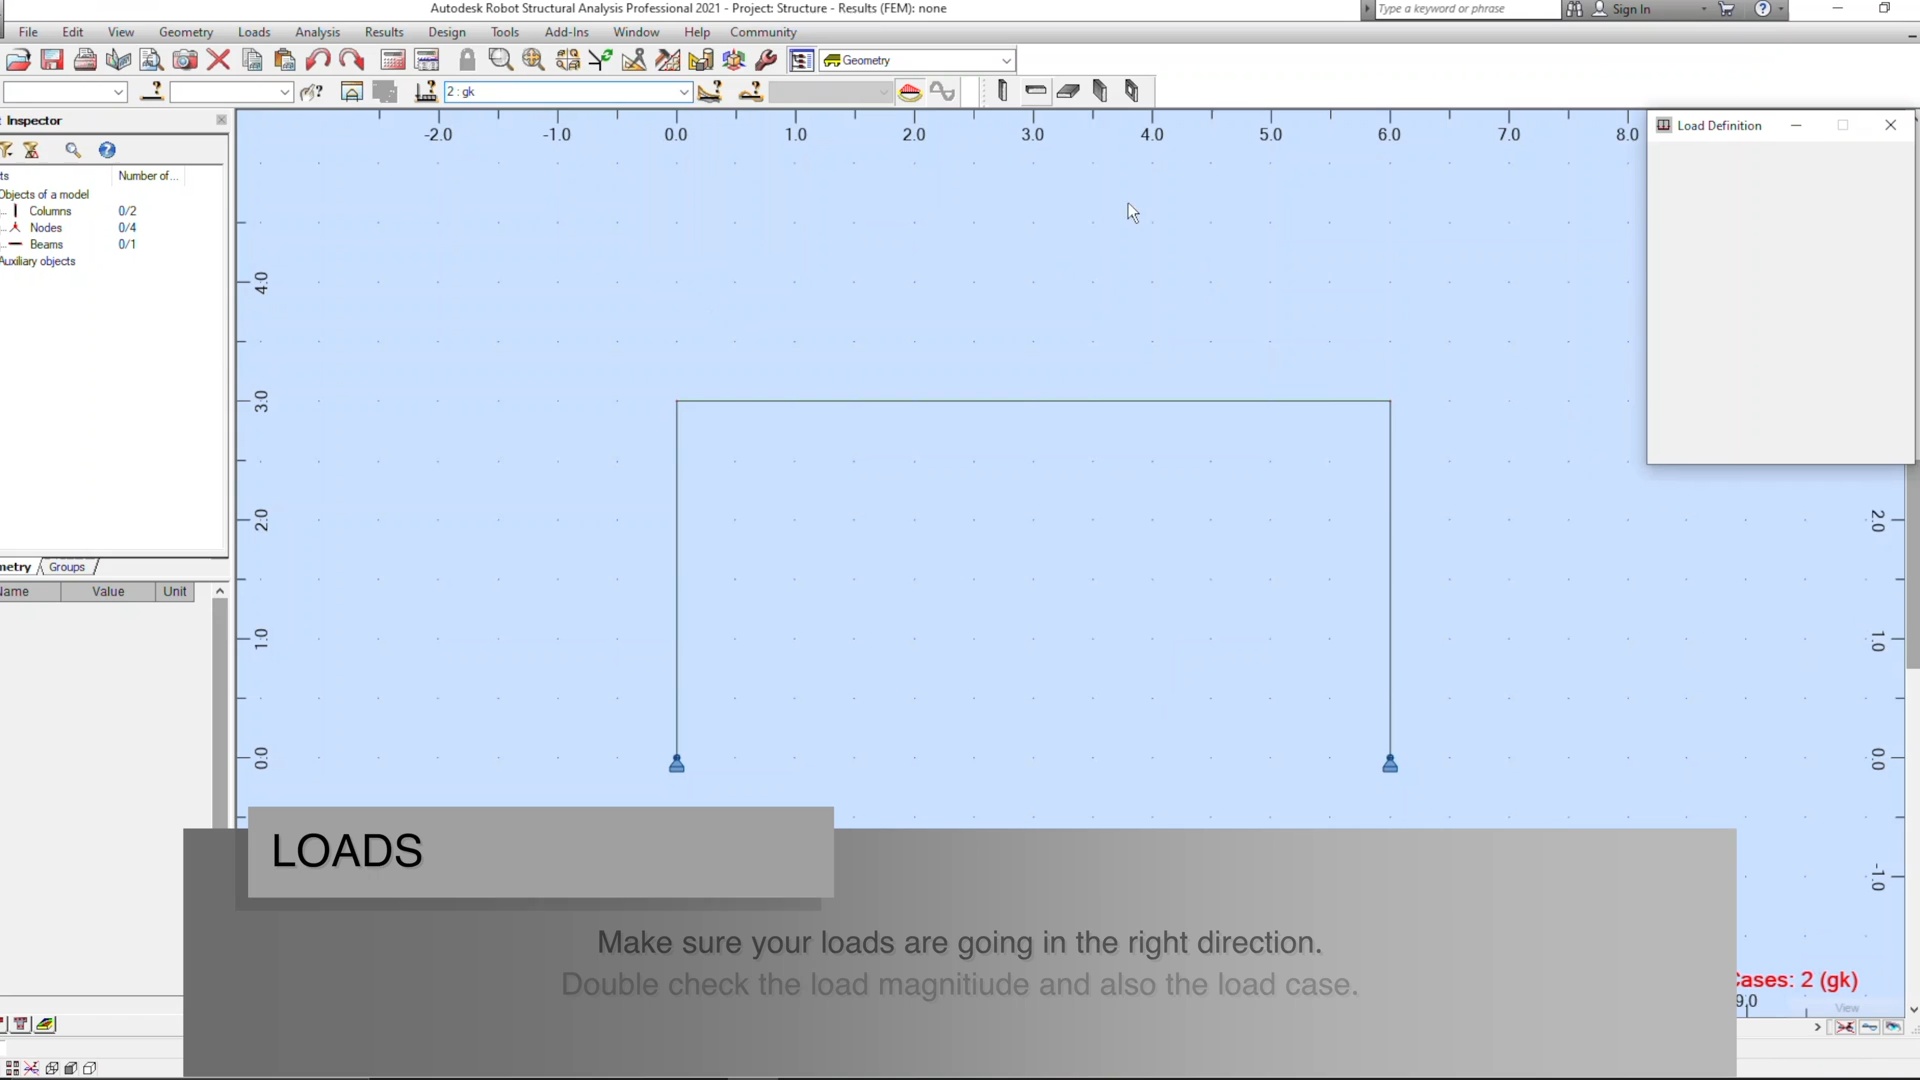 Autodesk Robot Structural Analysis Professional 2021 - Project: Structure - Results (FEM): none
Type a keyword or phrase
Sign In
File Edit View Geometry Loads Analysis Results Design Tools Add-Ins Window Help Community
Geometry
2 : gk
Inspector
ts Number of...
Objects of a model
Columns 0/2
Nodes 0/4
Beams 0/1
Auxiliary objects
-2.0 -1.0 0.0 1.0 2.0 3.0 4.0 5.0 6.0 7.0 8.0
Load Definition
4.0
3.0
2.0
1.0
0.0
2.0
1.0
0.0
-1.0
metry Groups
Name Value Unit
LOADS
Make sure your loads are going in the right direction.
Double check the load magnitiude and also the load case.
Cases: 2 (gk)
9.0
View